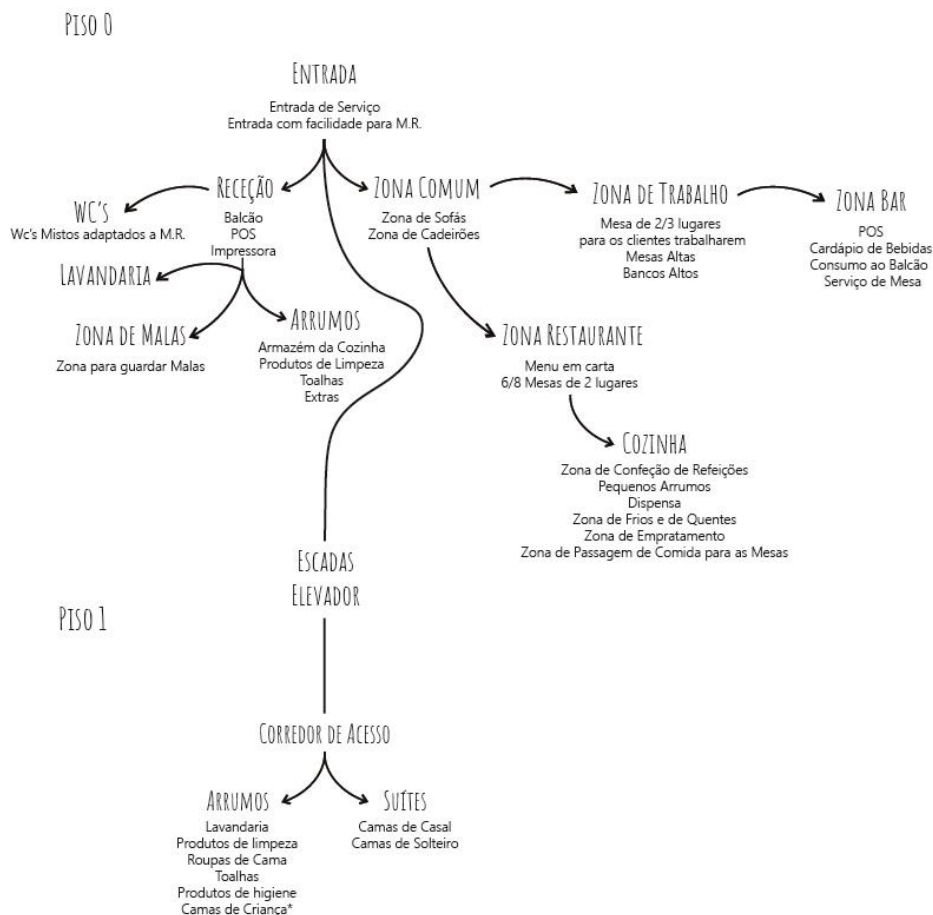 PISO 0
ENTRADA
Entrada de Serviço
Entrada com facilidade para M.R.
RECEÇÃO
Balcão
POS
Impressora
WC'S
Wc's Mistos adaptados a M.R.
LAVANDARIA
ZONA DE MALAS
Zona para guardar Malas
ARRUMOS
Armazém da Cozinha
Produtos de Limpeza
Toalhas
Extras
ZONA COMUM
Zona de Sofás
Zona de Cadeirões
ZONA DE TRABALHO
Mesa de 2/3 lugares
para os clientes trabalharem
Mesas Altas
Bancos Altos
ZONA BAR
POS
Cardápio de Bebidas
Consumo ao Balcão
Serviço de Mesa
ZONA RESTAURANTE
Menu em carta
6/8 Mesas de 2 lugares
COZINHA
Zona de Confeção de Refeições
Pequenos Arrumos
Dispensa
Zona de Frios e de Quentes
Zona de Empratamento
Zona de Passagem de Comida para as Mesas
ESCADAS
ELEVADOR
PISO 1
CORREDOR DE ACESSO
ARRUMOS
Lavandaria
Produtos de limpeza
Roupas de Cama
Toalhas
Produtos de higiene
Camas de Criança*
SUÍTES
Camas de Casal
Camas de Solteiro